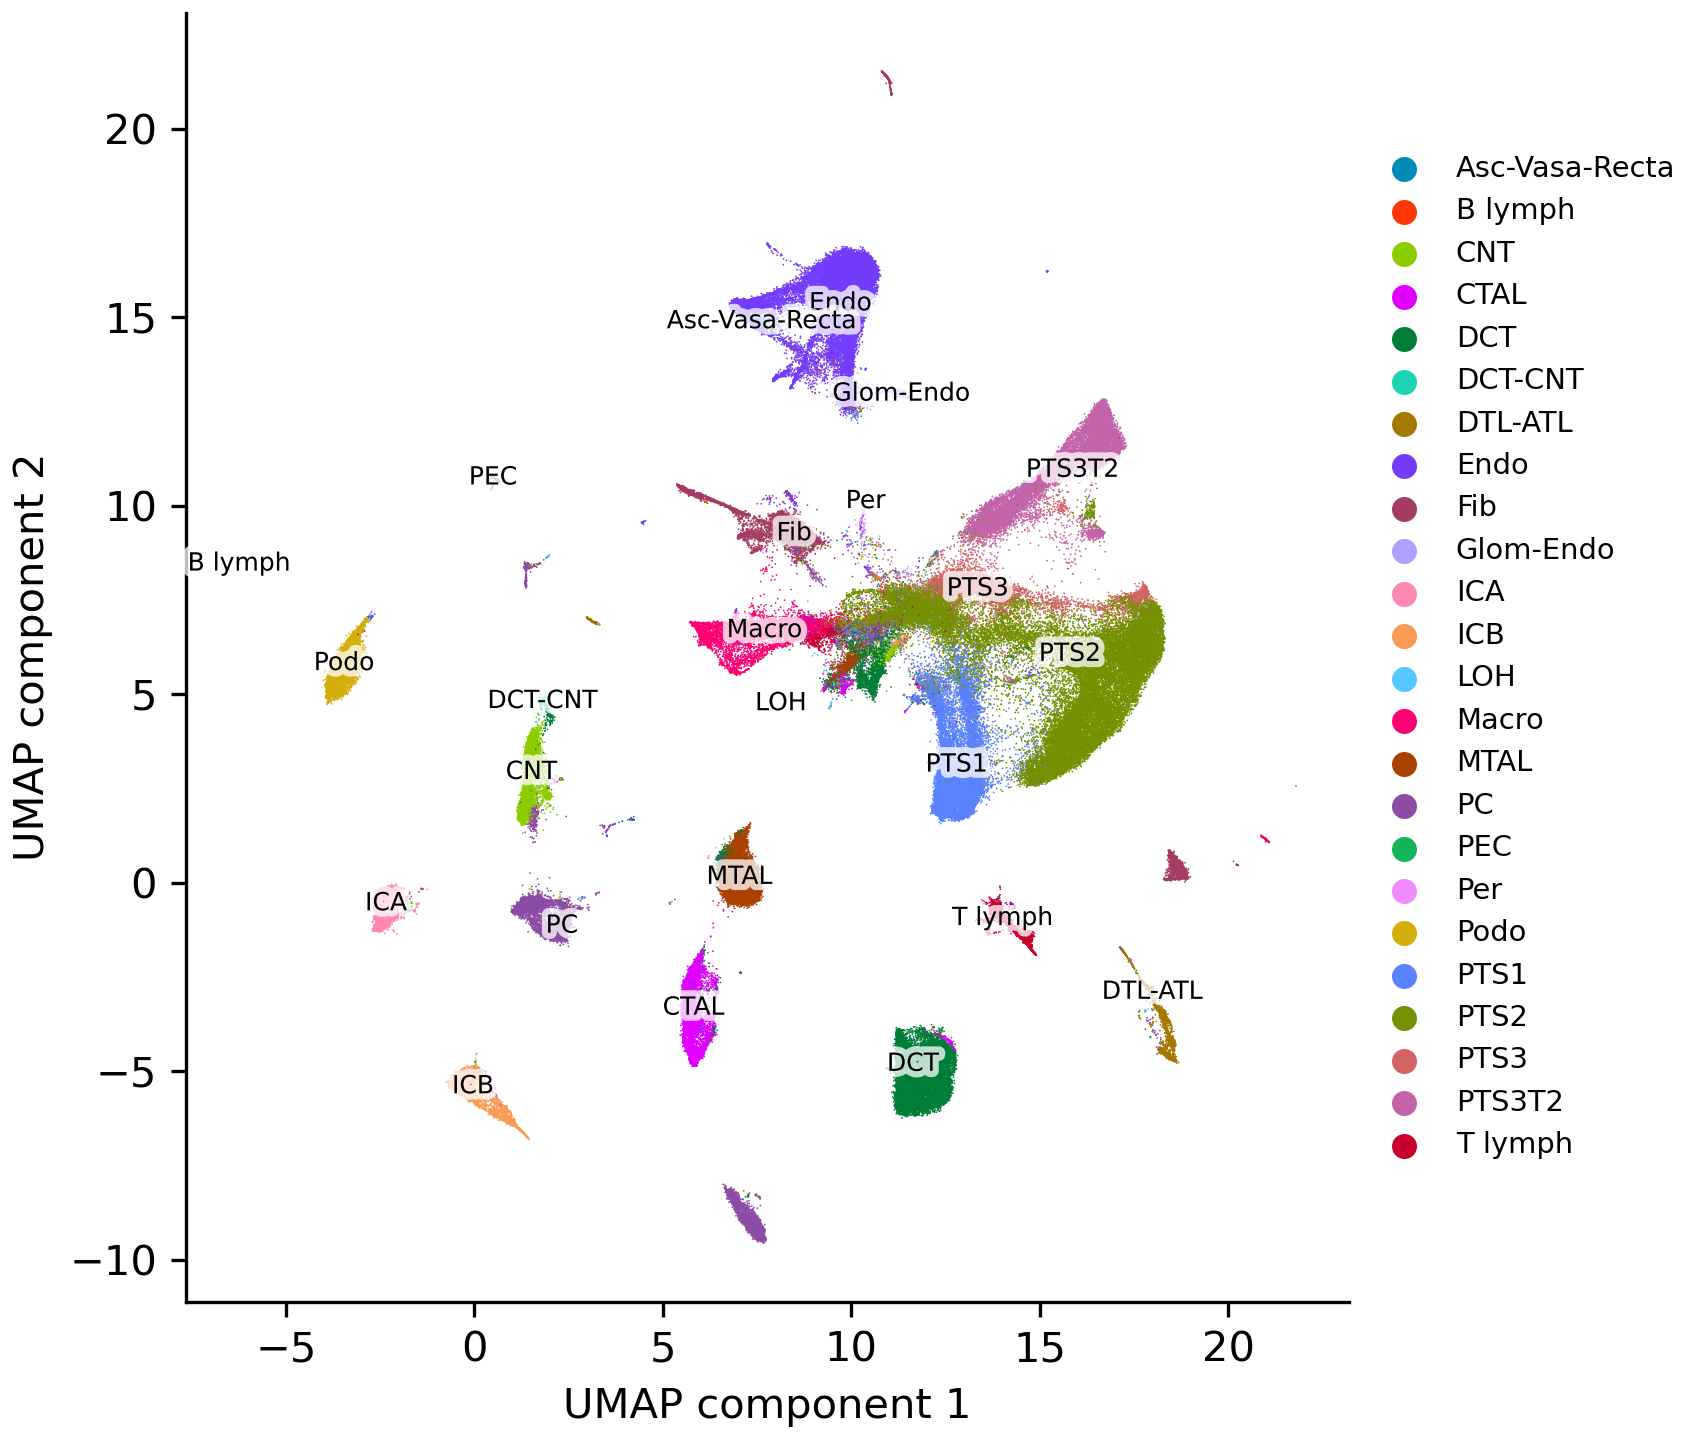 20
15
10
5
0
−5
−10
UMAP component 2
−5
0
5
10
15
20
UMAP component 1
Endo
Asc-Vasa-Recta
Glom-Endo
PTS3T2
PEC
Per
Fib
B lymph
PTS3
Macro
PTS2
Podo
DCT-CNT
LOH
CNT
PTS1
MTAL
ICA
PC
T lymph
DTL-ATL
CTAL
DCT
ICB
Asc-Vasa-Recta
B lymph
CNT
CTAL
DCT
DCT-CNT
DTL-ATL
Endo
Fib
Glom-Endo
ICA
ICB
LOH
Macro
MTAL
PC
PEC
Per
Podo
PTS1
PTS2
PTS3
PTS3T2
T lymph